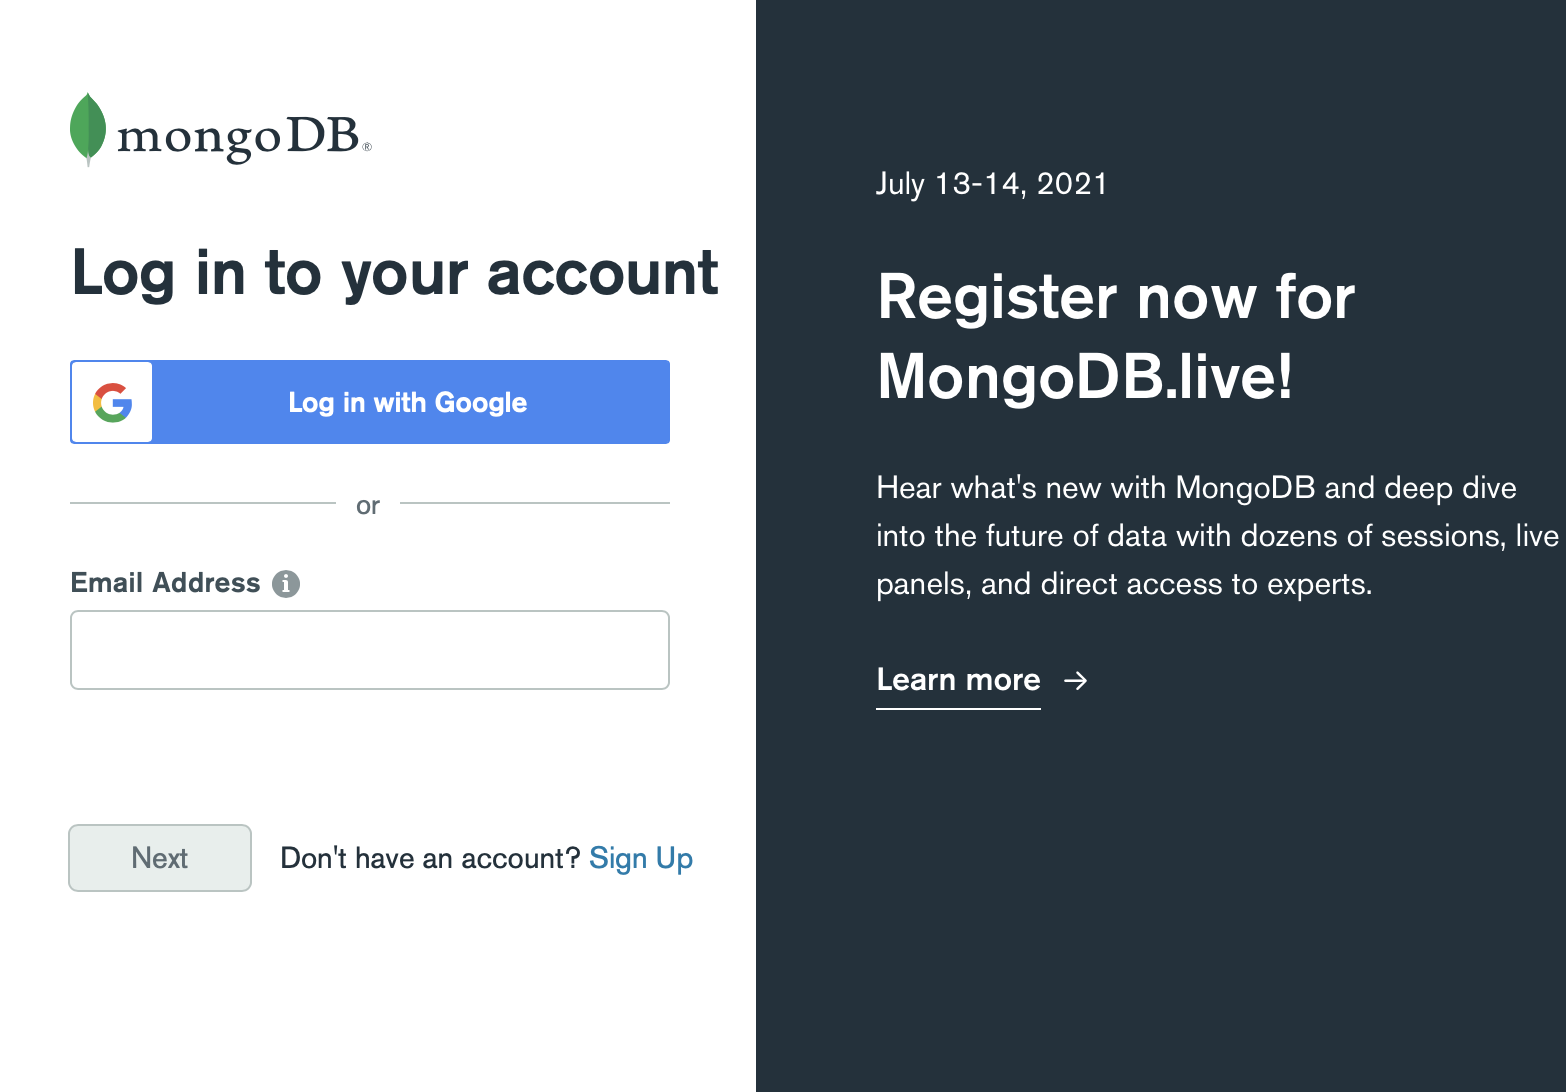 mongoDB®
Log in to your account
Log in with Google
or
Email Address
Next
Don't have an account? Sign Up
July 13-14, 2021
Register now for
MongoDB.live!
Hear what's new with MongoDB and deep dive
into the future of data with dozens of sessions, live
panels, and direct access to experts.
Learn more →